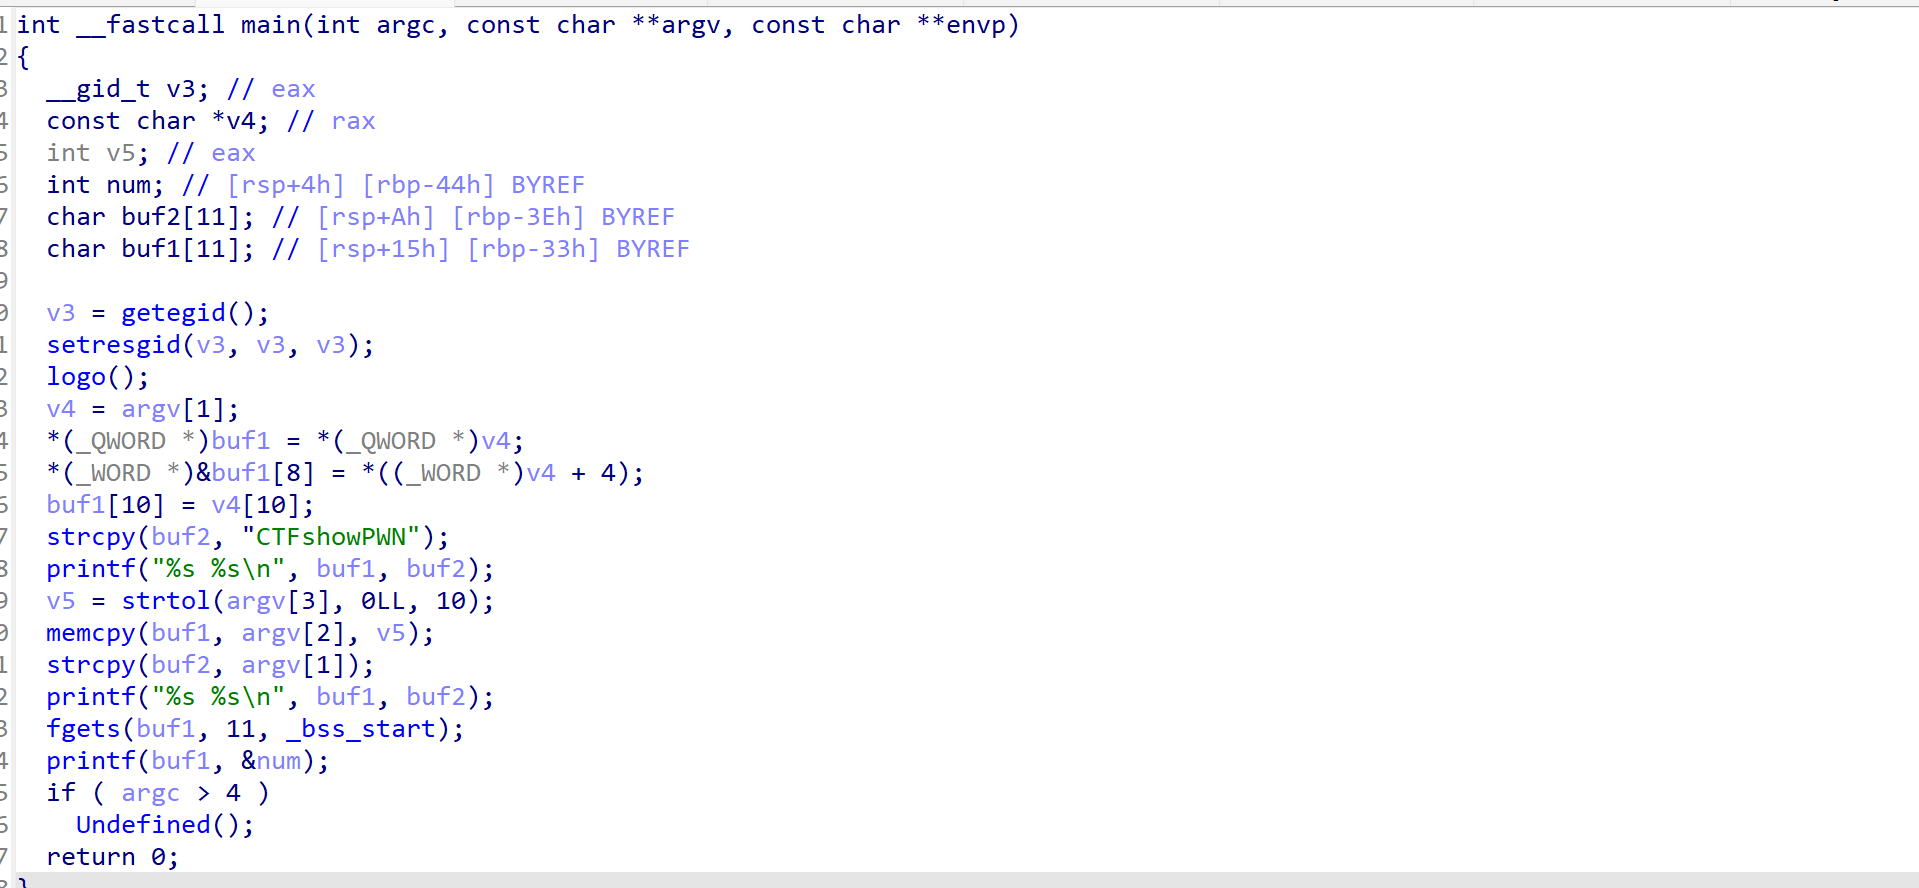 1 int __fastcall main(int argc, const char **argv, const char **envp)
2 {
3   __gid_t v3; // eax
4   const char *v4; // rax
5   int v5; // eax
6   int num; // [rsp+4h] [rbp-44h] BYREF
7   char buf2[11]; // [rsp+Ah] [rbp-3Eh] BYREF
8   char buf1[11]; // [rsp+15h] [rbp-33h] BYREF
9
0   v3 = getegid();
1   setresgid(v3, v3, v3);
2   logo();
3   v4 = argv[1];
4   *(_QWORD *)buf1 = *(_QWORD *)v4;
5   *(_WORD *)&buf1[8] = *((_WORD *)v4 + 4);
6   buf1[10] = v4[10];
7   strcpy(buf2, "CTFshowPWN");
8   printf("%s %s\n", buf1, buf2);
9   v5 = strtol(argv[3], 0LL, 10);
0   memcpy(buf1, argv[2], v5);
1   strcpy(buf2, argv[1]);
2   printf("%s %s\n", buf1, buf2);
3   fgets(buf1, 11, _bss_start);
4   printf(buf1, &num);
5   if ( argc > 4 )
6     Undefined();
7   return 0;
8 }